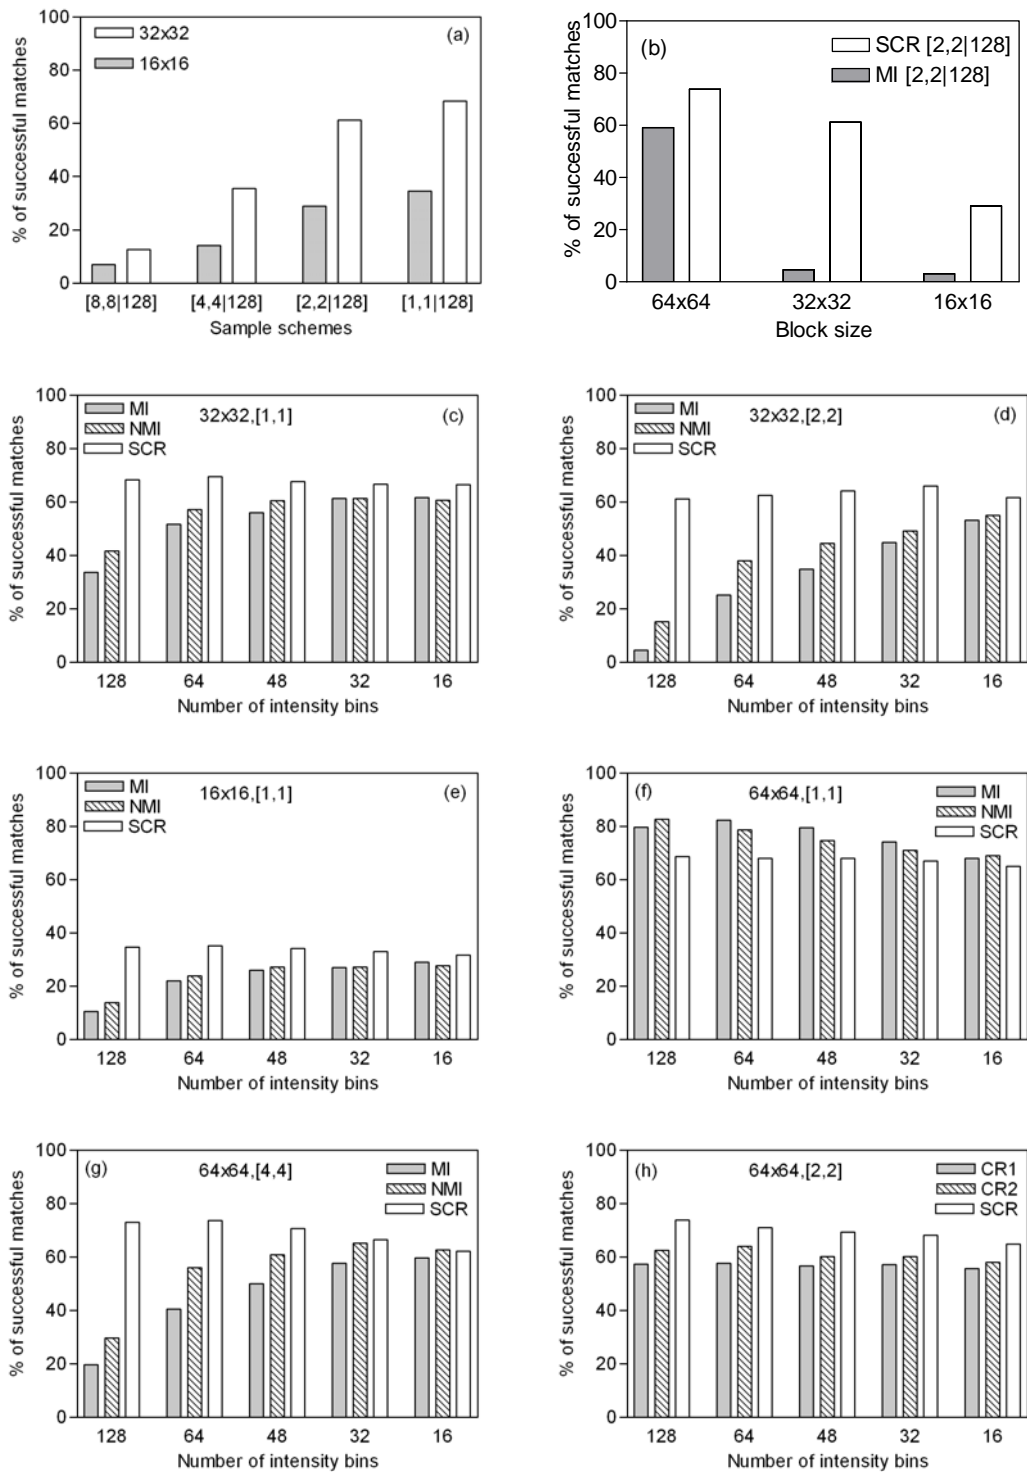 % of successful matches
100
80
60
40
20
0
32x32
16x16
(a)
[8,8|128] [4,4|128] [2,2|128] [1,1|128]
Sample schemes
% of successful matches
100
80
60
40
20
0
(b)
SCR [2,2|128]
MI [2,2|128]
64x64 32x32 16x16
Block size
% of successful matches
100
80
60
40
20
0
MI
NMI
SCR
32x32,[1,1]
(c)
128 64 48 32 16
Number of intensity bins
% of successful matches
100
80
60
40
20
0
MI
NMI
SCR
32x32,[2,2]
(d)
128 64 48 32 16
Number of intensity bins
% of successful matches
100
80
60
40
20
0
MI
NMI
SCR
16x16,[1,1]
(e)
128 64 48 32 16
Number of intensity bins
% of successful matches
100
80
60
40
20
0
(f)
64x64,[1,1]
MI
NMI
SCR
128 64 48 32 16
Number of intensity bins
% of successful matches
100
80
60
40
20
0
(g)
64x64,[4,4]
MI
NMI
SCR
128 64 48 32 16
Number of intensity bins
% of successful matches
100
80
60
40
20
0
(h)
64x64,[2,2]
CR1
CR2
SCR
128 64 48 32 16
Number of intensity bins